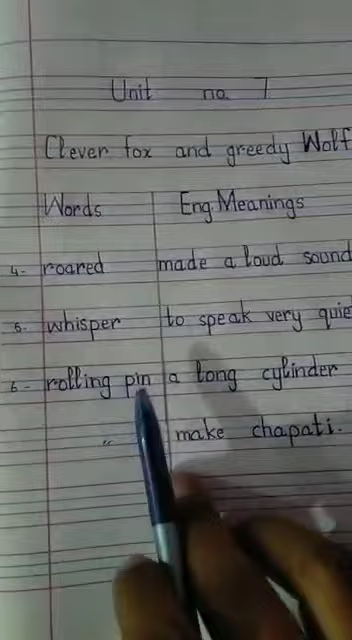 Unit no 7
Clever fox and greedy Wolf
Words Eng Meanings
4- roared made a loud sound
5- whisper to speak very quie
6- rolling pin a long cylinder
" make chapati.